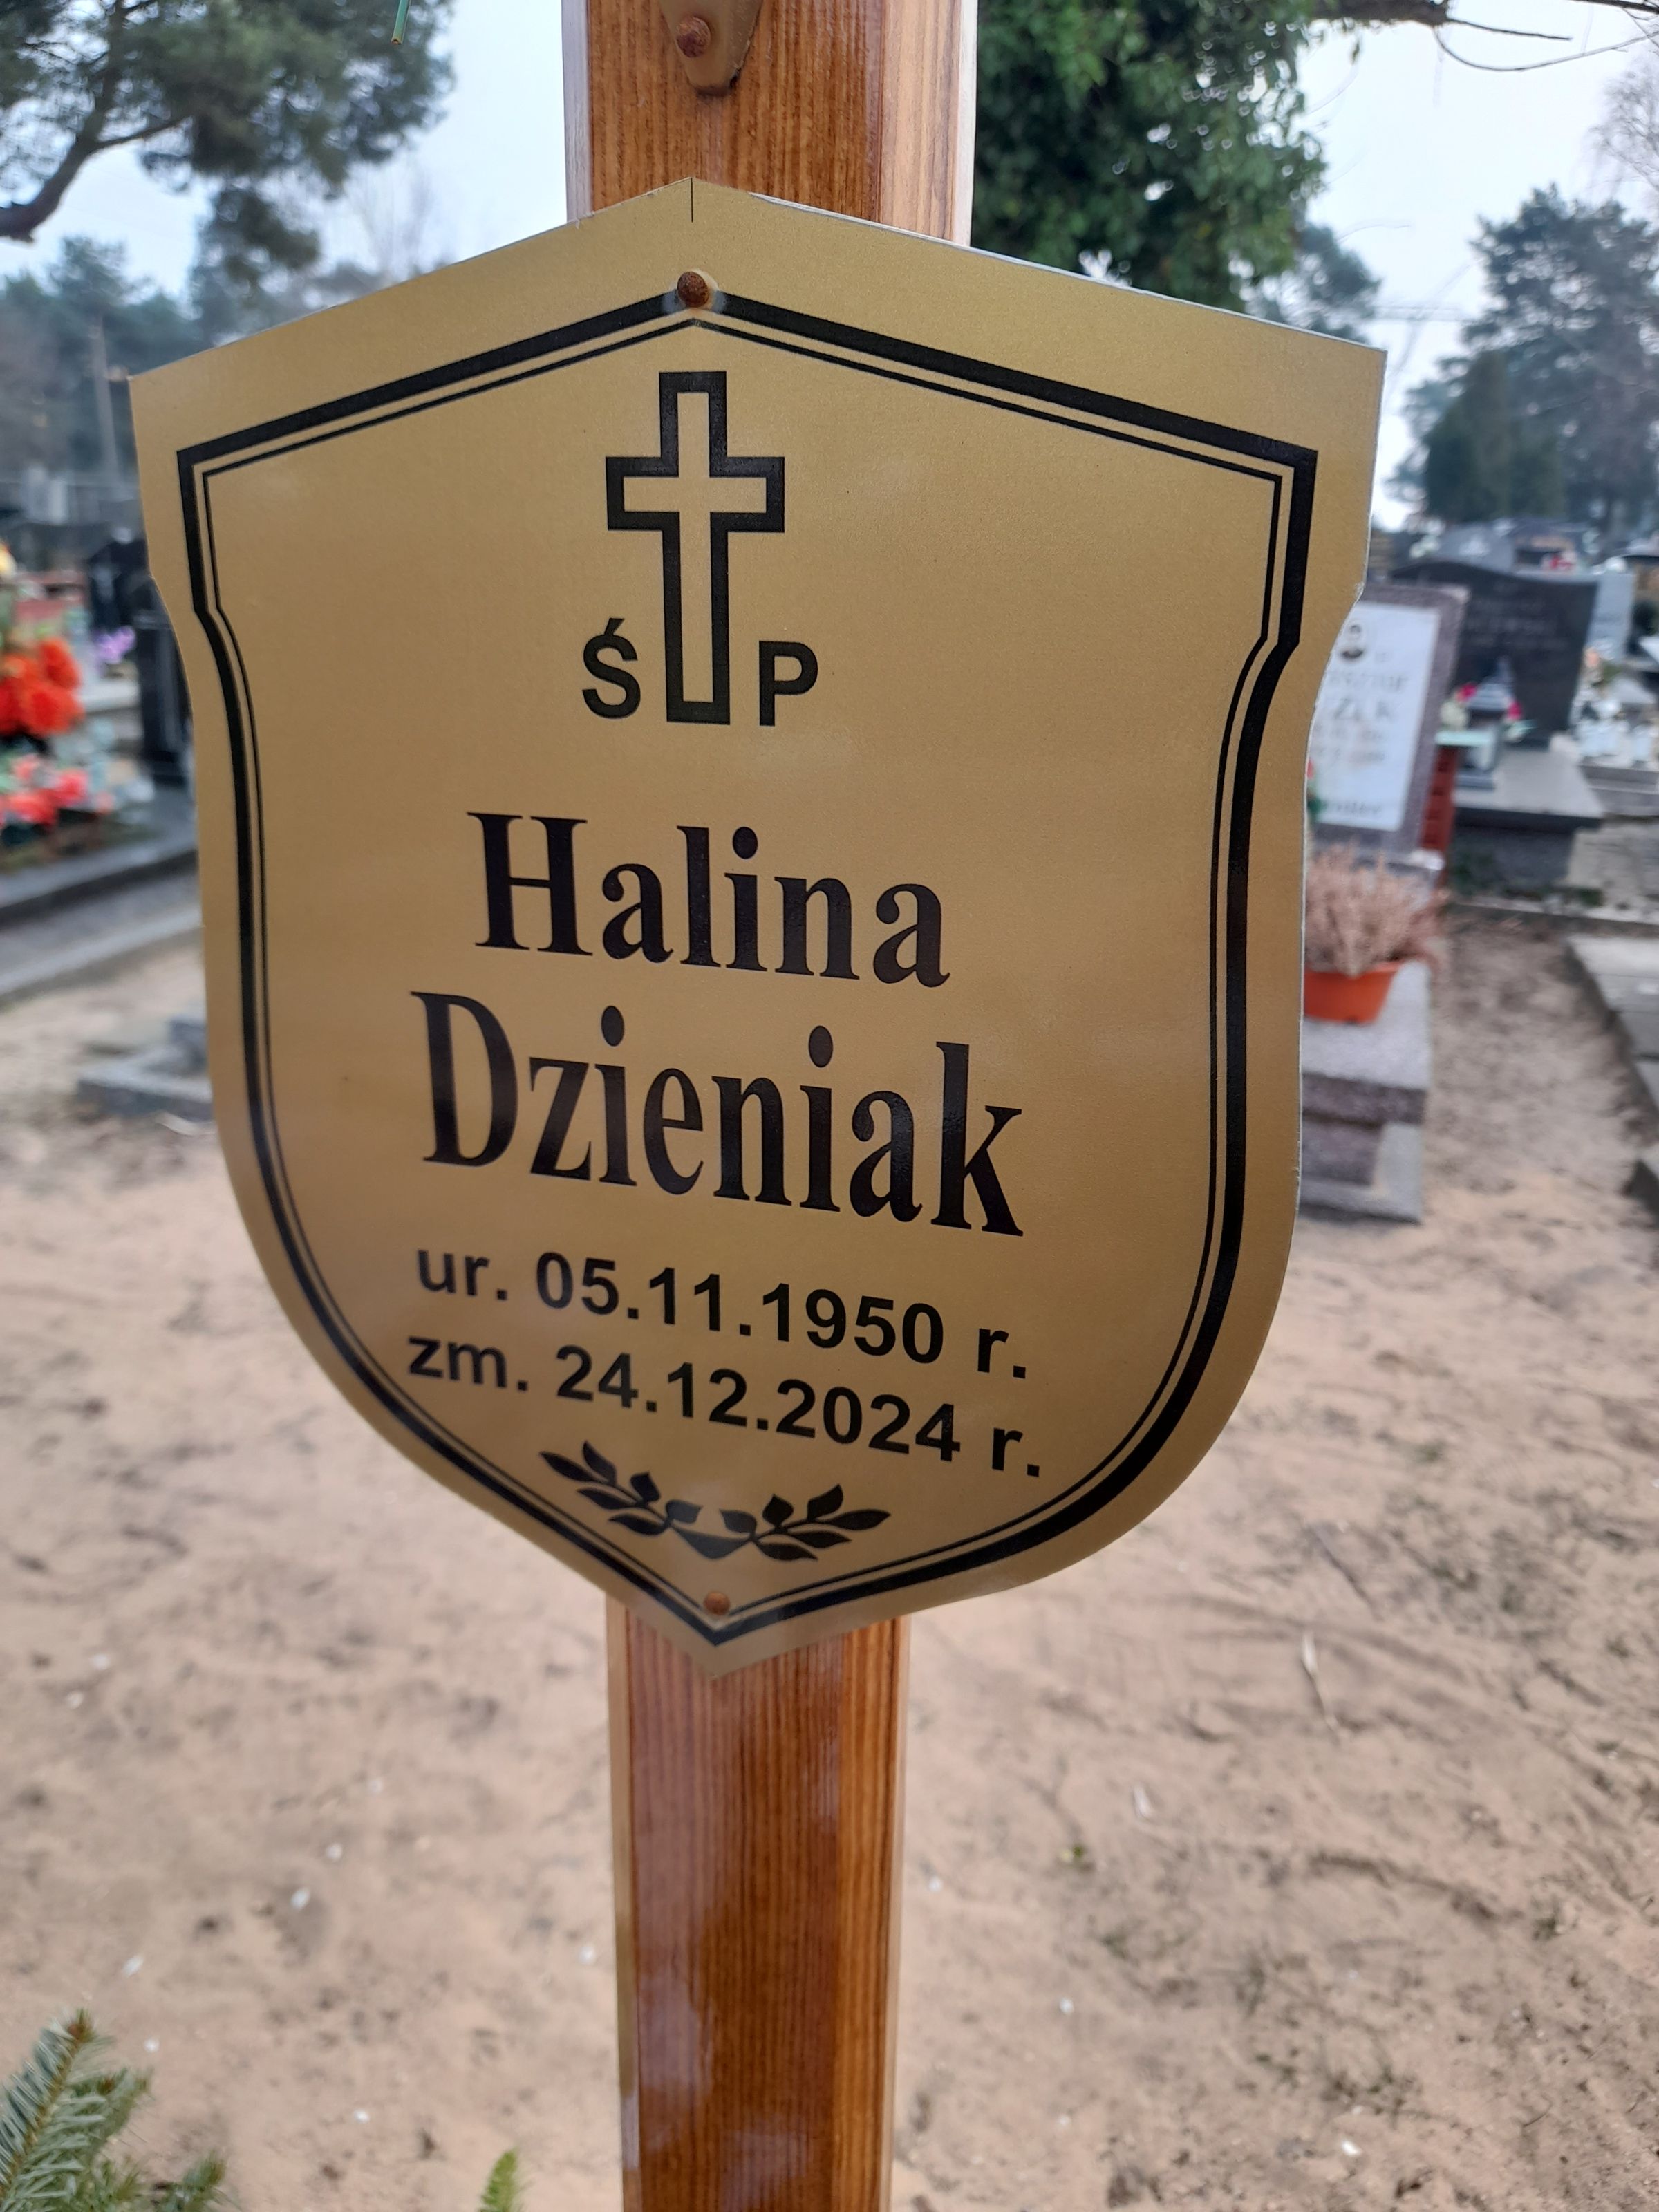 Ś P
Halina
Dzieniak
ur. 05.11.1950 r.
zm. 24.12.2024 r.